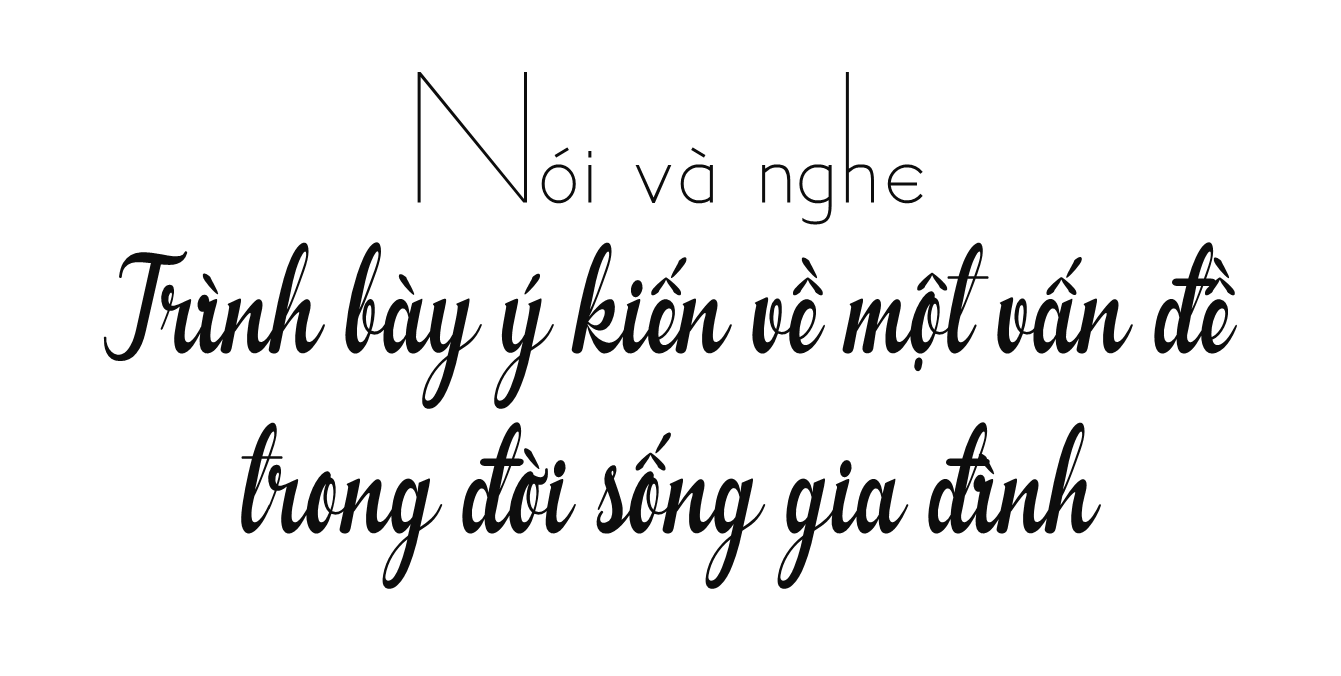 Nói và nghe
Trình bày ý kiến về một vấn đề
trong đời sống gia đình